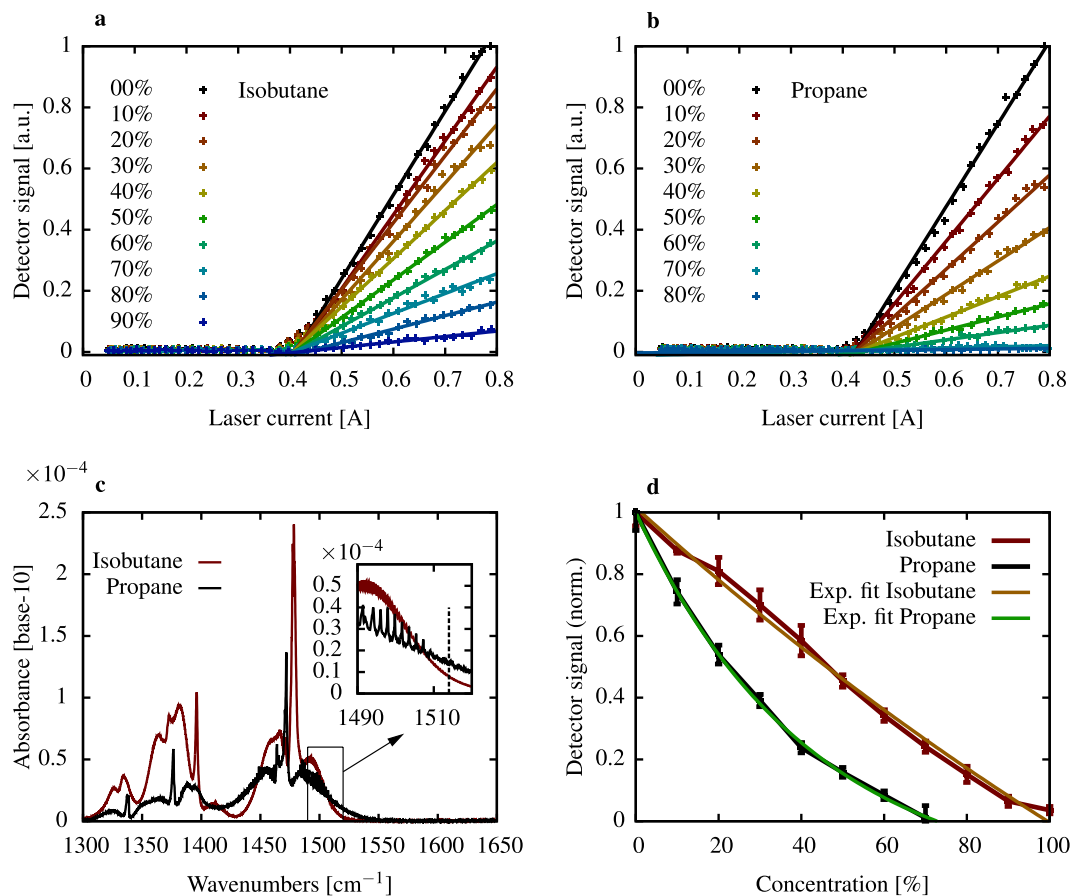 a
Detector signal [a.u.]
1
0.8
0.6
0.4
0.2
0
00%
10%
20%
30%
40%
50%
60%
70%
80%
90%
Isobutane
0 0.1 0.2 0.3 0.4 0.5 0.6 0.7 0.8
Laser current [A]
b
Detector signal [a.u.]
1
0.8
0.6
0.4
0.2
0
00%
10%
20%
30%
40%
50%
60%
70%
80%
Propane
0 0.1 0.2 0.3 0.4 0.5 0.6 0.7 0.8
Laser current [A]
c
×10−4
Absorbance [base-10]
2.5
2
1.5
1
0.5
0
Isobutane
Propane
×10−4
0.5
0.4
0.3
0.2
0.1
0
1490 1510
1300 1350 1400 1450 1500 1550 1600 1650
Wavenumbers [cm−1]
d
Detector signal (norm.)
1
0.8
0.6
0.4
0.2
0
Isobutane
Propane
Exp. fit Isobutane
Exp. fit Propane
0 20 40 60 80 100
Concentration [%]